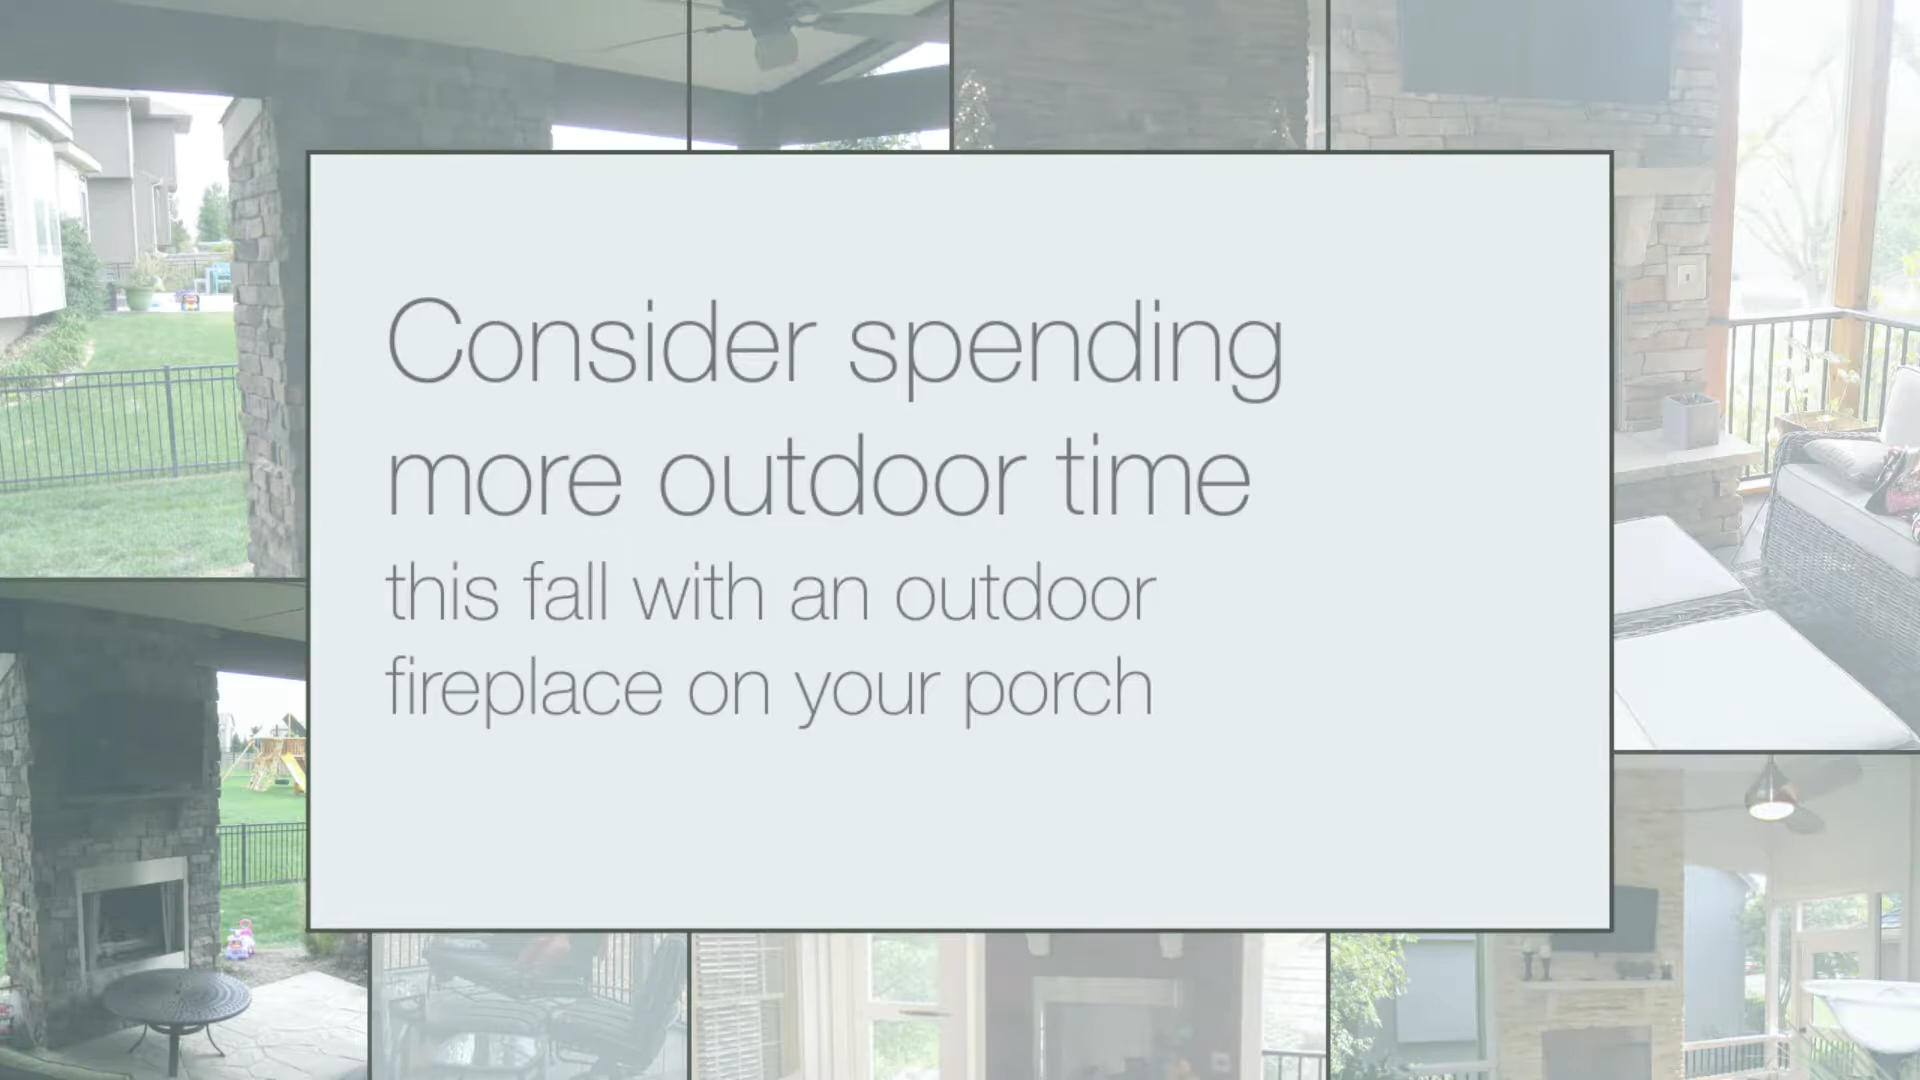 Consider spending
more outdoor time
this fall with an outdoor
fireplace on your porch